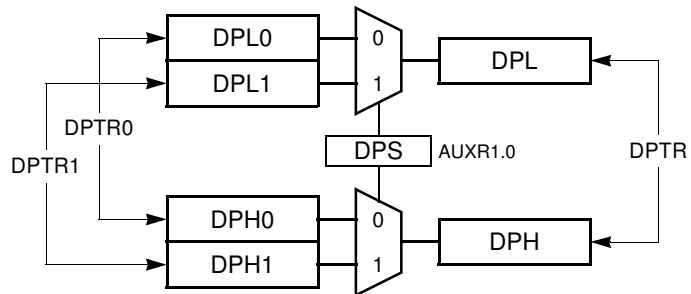 DPL0
0
DPL
DPL1
1
DPTR0
DPTR1
DPS
AUXR1.0
DPTR
DPH0
0
DPH
DPH1
1